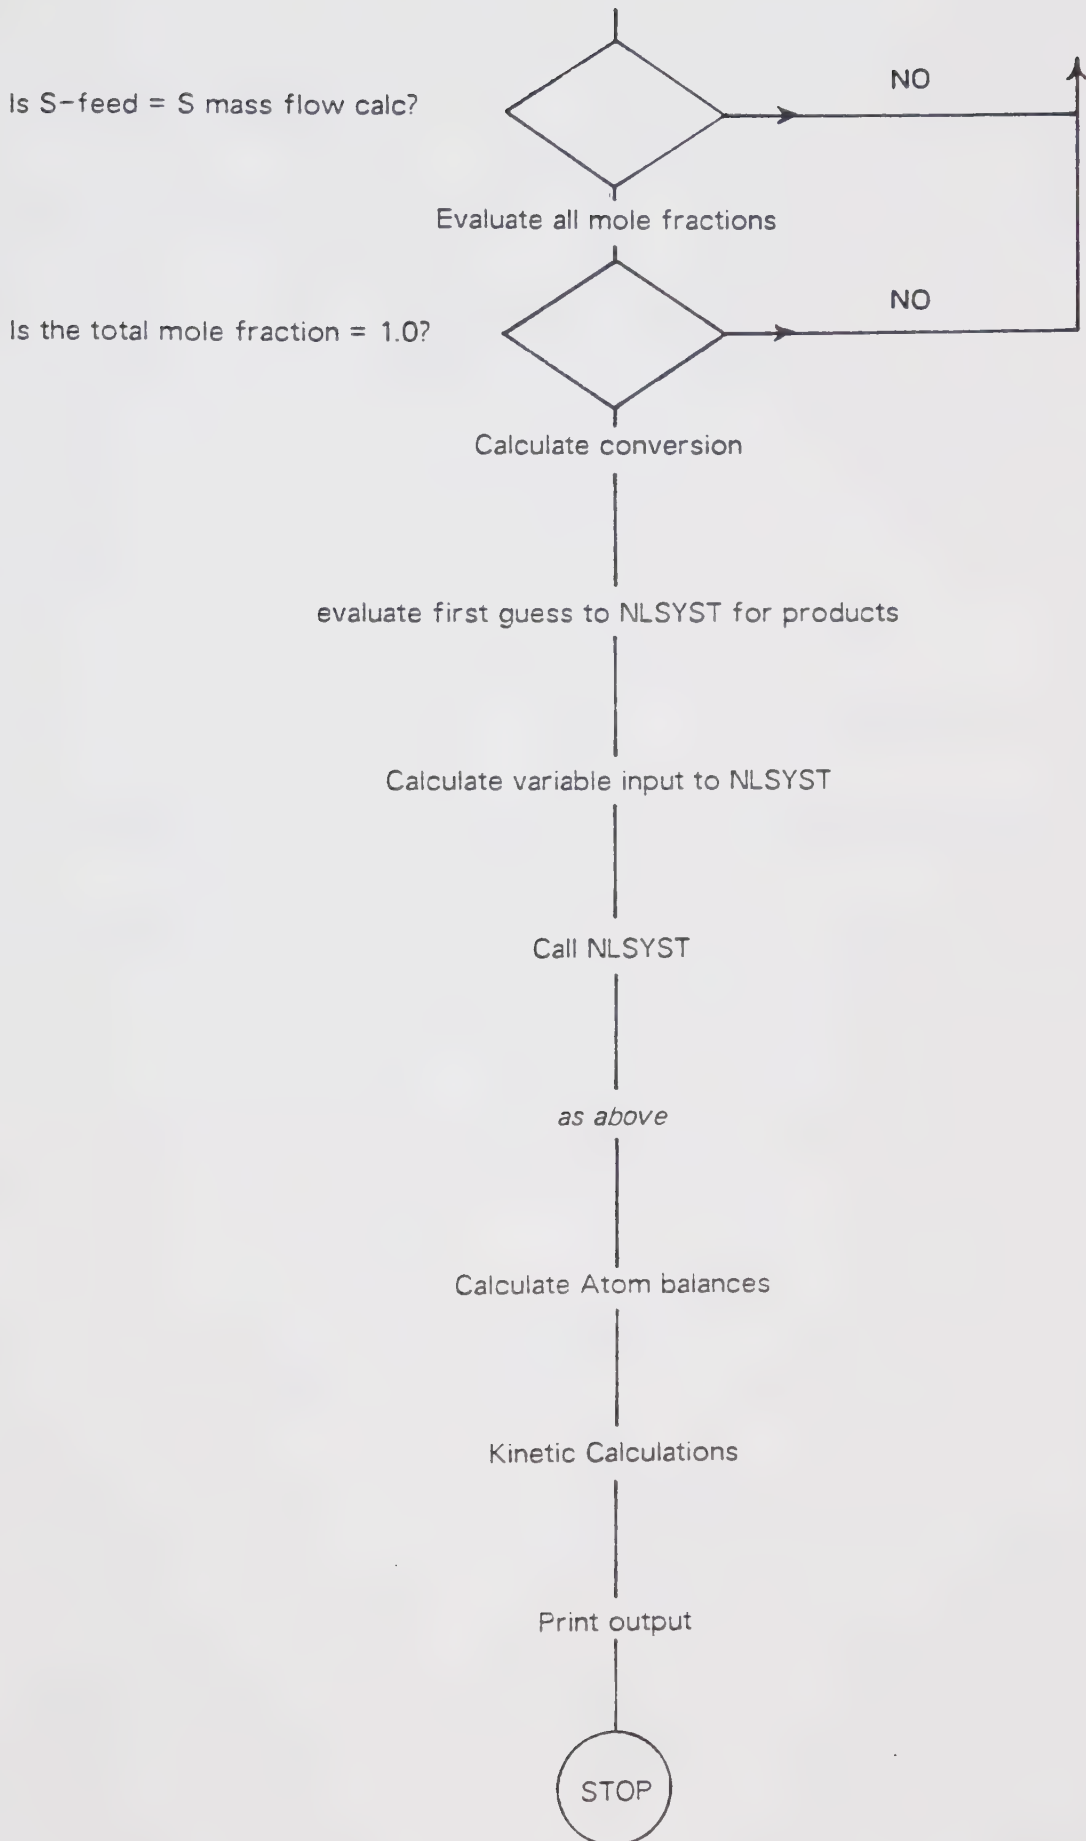 NO
Is S-feed = S mass flow calc?
Evaluate all mole fractions
NO
Is the total mole fraction = 1.0?
Calculate conversion
evaluate first guess to NLSYST for products
Calculate variable input to NLSYST
Call NLSYST
as above
Calculate Atom balances
Kinetic Calculations
Print output
STOP